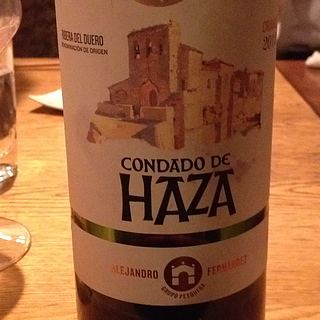 RIBERA DEL DUERO
DENOMINACIÓN DE ORIGEN
CONDADO DE
HAZA
ALEJANDRO FERNÁNDEZ
GRUPO PESQUERA